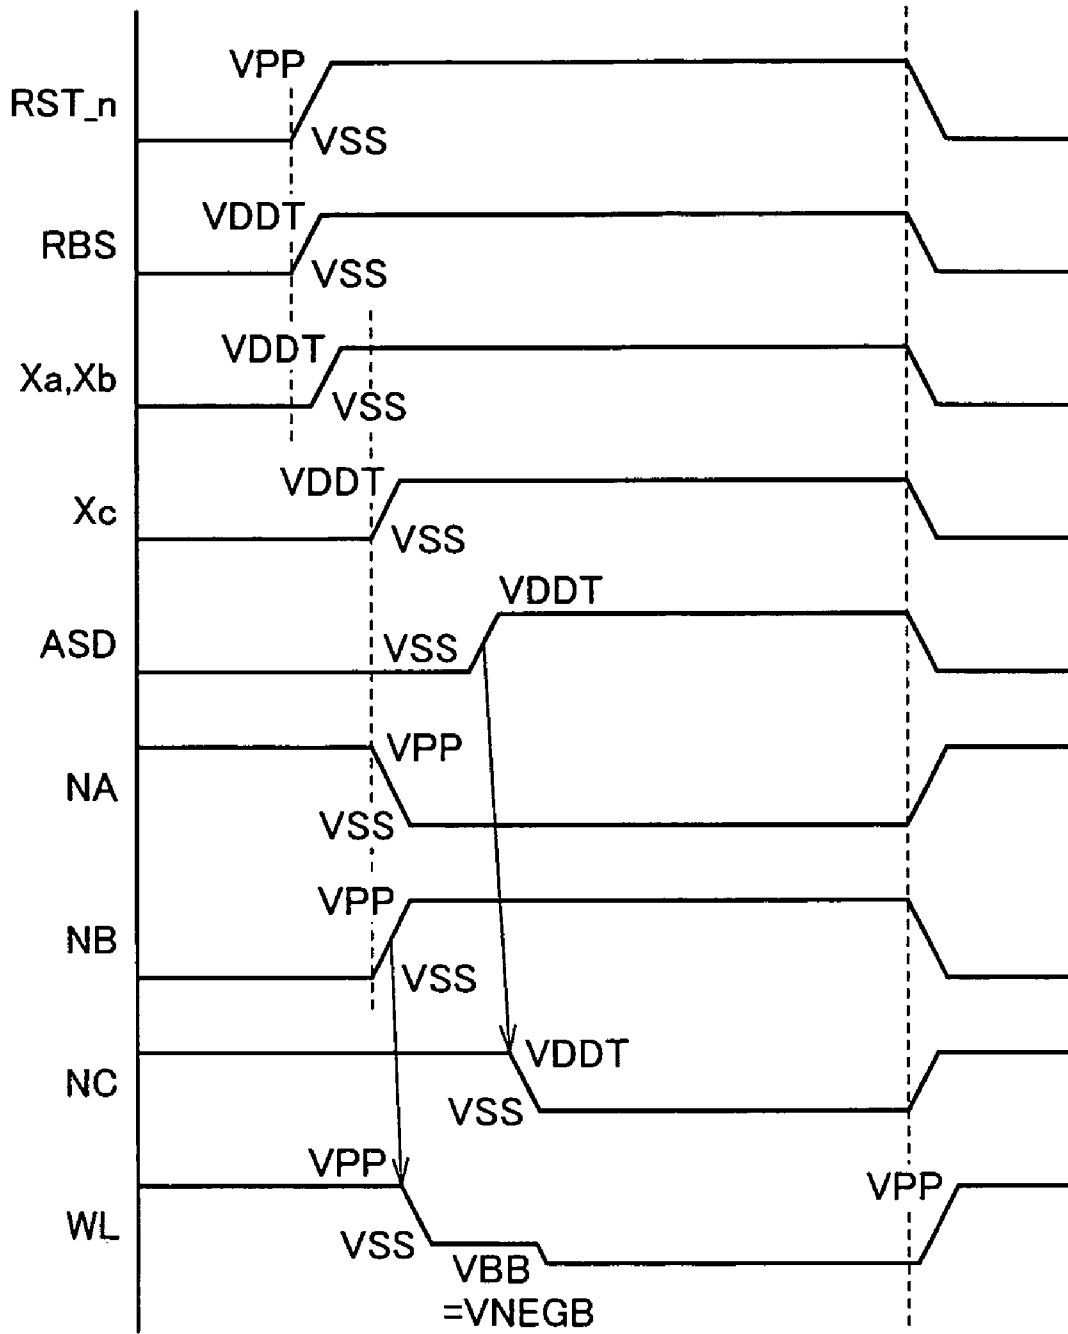 VPP
RST_n
VSS
VDDT
RBS
VSS
VDDT
Xa,Xb
VSS
VDDT
Xc
VSS
VDDT
ASD
VSS
VPP
NA
VSS
VPP
NB
VSS
VDDT
NC
VSS
VPP
VPP
WL
VSS
VBB
=VNEGB